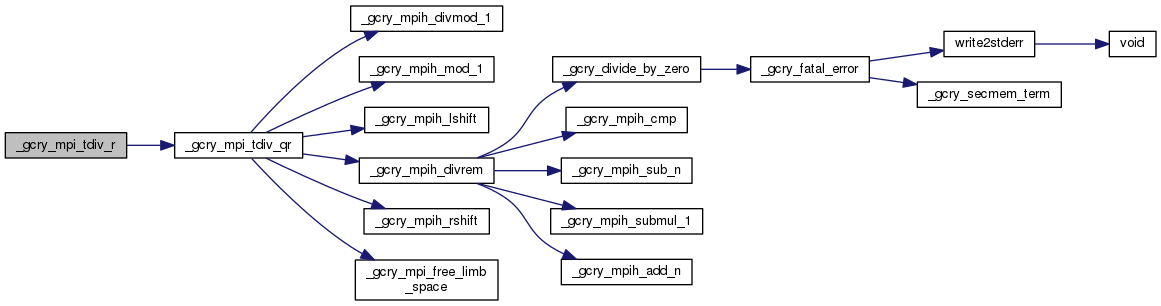 _gcry_mpi_tdiv_r
_gcry_mpi_tdiv_qr
_gcry_mpih_divmod_1
_gcry_mpih_mod_1
_gcry_mpih_lshift
_gcry_mpih_divrem
_gcry_mpih_rshift
_gcry_mpi_free_limb
_space
_gcry_divide_by_zero
_gcry_mpih_cmp
_gcry_mpih_sub_n
_gcry_mpih_submul_1
_gcry_mpih_add_n
_gcry_fatal_error
write2stderr
_gcry_secmem_term
void